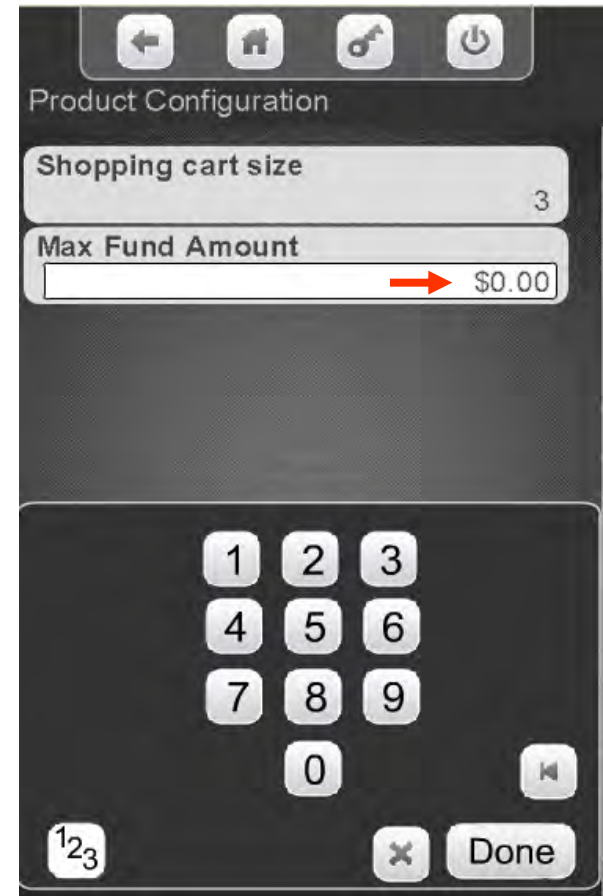 Product Configuration
Shopping cart size
3
Max Fund Amount
$0.00
1 2 3
4 5 6
7 8 9
0
123
Done